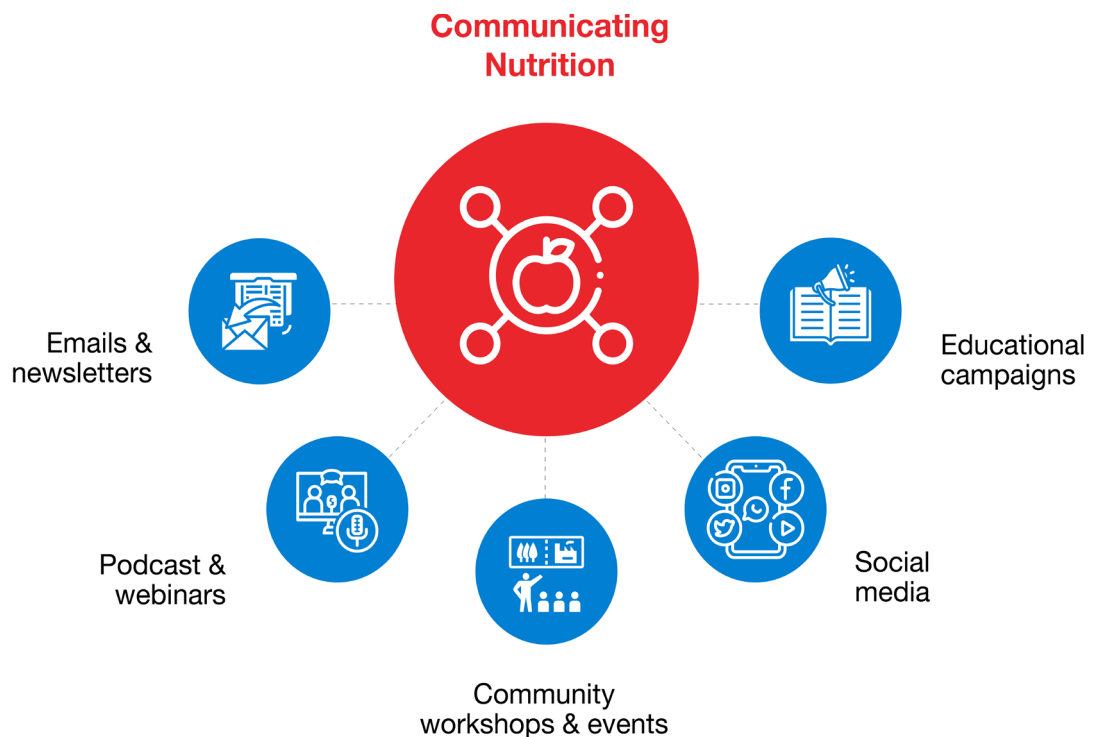 Communicating
Nutrition
Emails &
newsletters
Educational
campaigns
Podcast &
webinars
Social
media
Community
workshops & events